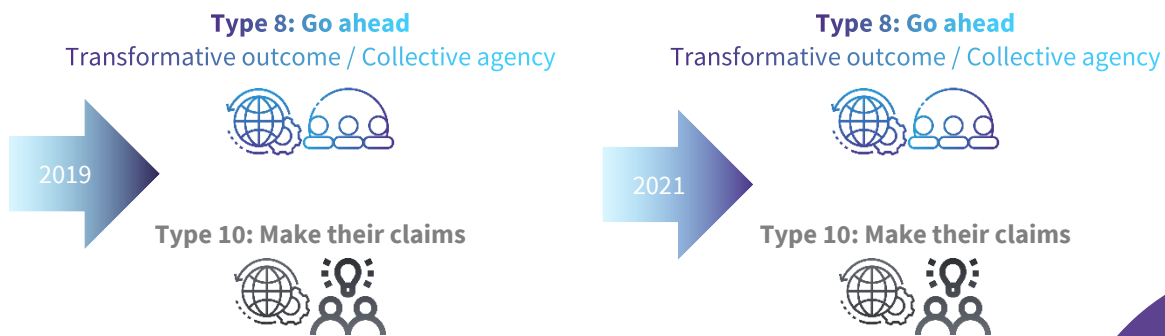 Type 8: Go ahead
Transformative outcome / Collective agency
2019
Type 10: Make their claims
Type 8: Go ahead
Transformative outcome / Collective agency
2021
Type 10: Make their claims